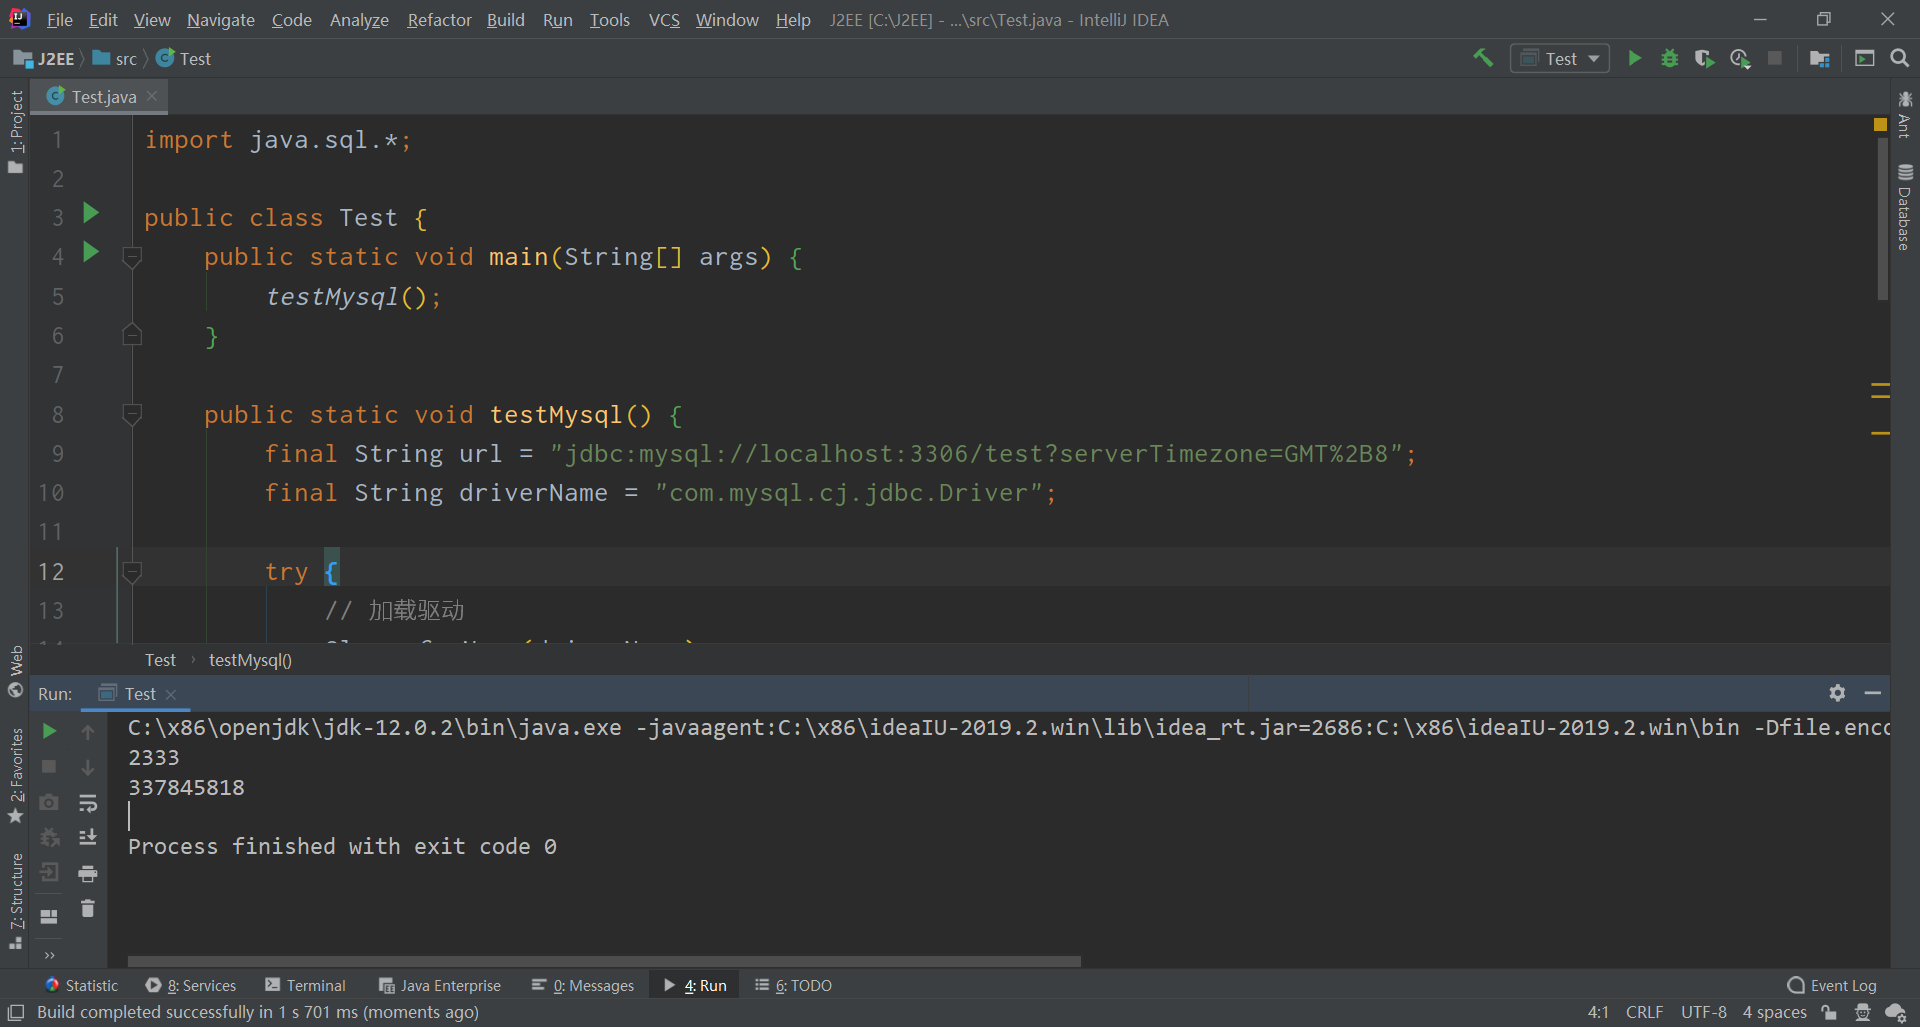 File Edit View Navigate Code Analyze Refactor Build Run Tools VCS Window Help J2EE [C:\J2EE] - ...\src\Test.java - IntelliJ IDEA
J2EE src Test
Test
Test.java
1: Project
Ant
Database
1 import java.sql.*;
2
3 public class Test {
4 public static void main(String[] args) {
5 testMysql();
6 }
7
8 public static void testMysql() {
9 final String url = "jdbc:mysql://localhost:3306/test?serverTimezone=GMT%2B8";
10 final String driverName = "com.mysql.cj.jdbc.Driver";
11
12 try {
13 // 加载驱动
Test › testMysql()
Web
2: Favorites
Z: Structure
Run: Test
C:\x86\openjdk\jdk-12.0.2\bin\java.exe -javaagent:C:\x86\ideaIU-2019.2.win\lib\idea_rt.jar=2686:C:\x86\ideaIU-2019.2.win\bin -Dfile.enco
2333
337845818
Process finished with exit code 0
Statistic 8: Services Terminal Java Enterprise 0: Messages 4: Run 6: TODO Event Log
Build completed successfully in 1 s 701 ms (moments ago) 4:1 CRLF UTF-8 4 spaces